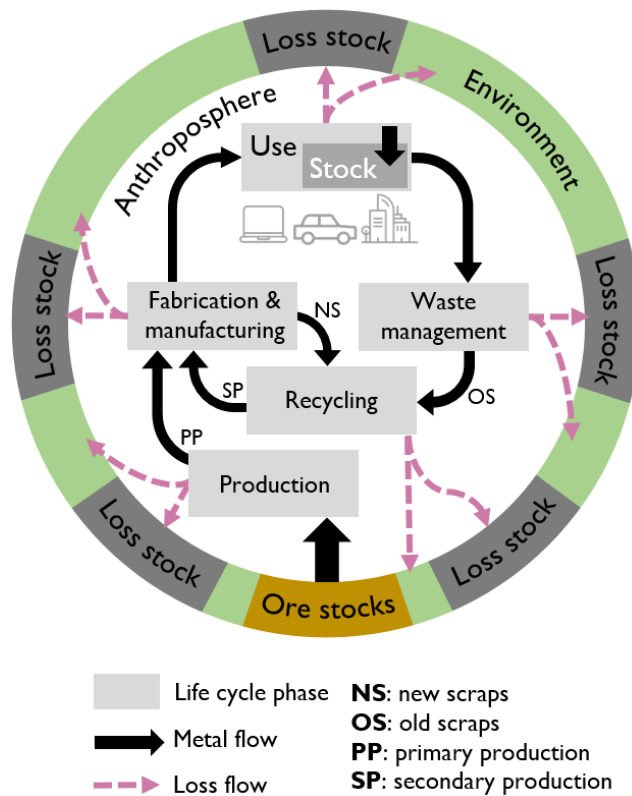 Loss stock
Anthroposphere
Environment
Use
Stock
Loss stock
Fabrication &
manufacturing
NS
Waste
management
Loss stock
SP
Recycling
OS
PP
Production
Loss stock
Loss stock
Ore stocks
Life cycle phase
Metal flow
Loss flow
NS: new scraps
OS: old scraps
PP: primary production
SP: secondary production